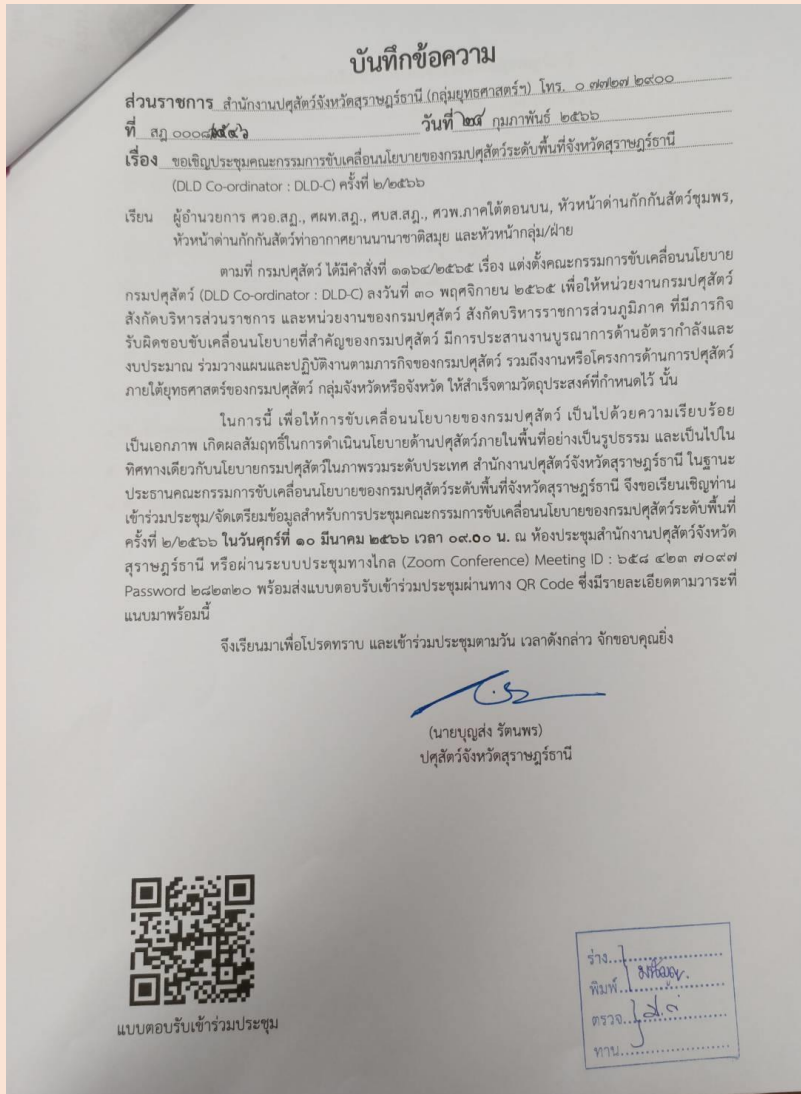 บันทึกข้อความ
ส่วนราชการ สำนักงานปศุสัตว์จังหวัดสุราษฎร์ธานี (กลุ่มยุทธศาสตร์ฯ) โทร. ๐ ๗๗๒๗ ๒๙๐๐
ที่ สฎ ๐๐๐๘ วันที่ ๒๔ กุมภาพันธ์ ๒๕๖๖
เรื่อง ขอเชิญประชุมคณะกรรมการขับเคลื่อนนโยบายของกรมปศุสัตว์ระดับพื้นที่จังหวัดสุราษฎร์ธานี
(DLD Co-ordinator : DLD-C) ครั้งที่ ๒/๒๕๖๖
เรียน ผู้อำนวยการ ศวอ.สฎ., ศผท.สฎ., ศบส.สฎ., ศวพ.ภาคใต้ตอนบน, หัวหน้าด่านกักกันสัตว์ชุมพร,
หัวหน้าด่านกักกันสัตว์ท่าอากาศยานนานาชาติสมุย และหัวหน้ากลุ่ม/ฝ่าย
ตามที่ กรมปศุสัตว์ ได้มีคำสั่งที่ ๑๑๖๔/๒๕๖๕ เรื่อง แต่งตั้งคณะกรรมการขับเคลื่อนนโยบาย
กรมปศุสัตว์ (DLD Co-ordinator : DLD-C) ลงวันที่ ๓๐ พฤศจิกายน ๒๕๖๕ เพื่อให้หน่วยงานกรมปศุสัตว์
สังกัดบริหารส่วนราชการ และหน่วยงานของกรมปศุสัตว์ สังกัดบริหารราชการส่วนภูมิภาค ที่มีภารกิจ
รับผิดชอบขับเคลื่อนนโยบายที่สำคัญของกรมปศุสัตว์ มีการประสานงานบูรณาการด้านอัตรากำลังและ
งบประมาณ ร่วมวางแผนและปฏิบัติงานตามภารกิจของกรมปศุสัตว์ รวมถึงงานหรือโครงการด้านการปศุสัตว์
ภายใต้ยุทธศาสตร์ของกรมปศุสัตว์ กลุ่มจังหวัดหรือจังหวัด ให้สำเร็จตามวัตถุประสงค์ที่กำหนดไว้ นั้น
ในการนี้ เพื่อให้การขับเคลื่อนนโยบายของกรมปศุสัตว์ เป็นไปด้วยความเรียบร้อย
เป็นเอกภาพ เกิดผลสัมฤทธิ์ในการดำเนินนโยบายด้านปศุสัตว์ภายในพื้นที่อย่างเป็นรูปธรรม และเป็นไปใน
ทิศทางเดียวกับนโยบายกรมปศุสัตว์ในภาพรวมระดับประเทศ สำนักงานปศุสัตว์จังหวัดสุราษฎร์ธานี ในฐานะ
ประธานคณะกรรมการขับเคลื่อนนโยบายของกรมปศุสัตว์ระดับพื้นที่จังหวัดสุราษฎร์ธานี จึงขอเรียนเชิญท่าน
เข้าร่วมประชุม/จัดเตรียมข้อมูลสำหรับการประชุมคณะกรรมการขับเคลื่อนนโยบายของกรมปศุสัตว์ระดับพื้นที่
ครั้งที่ ๒/๒๕๖๖ ในวันศุกร์ที่ ๑๐ มีนาคม ๒๕๖๖ เวลา ๐๙.๐๐ น. ณ ห้องประชุมสำนักงานปศุสัตว์จังหวัด
สุราษฎร์ธานี หรือผ่านระบบประชุมทางไกล (Zoom Conference) Meeting ID : ๖๕๘ ๔๒๓ ๗๐๙๗
Password ๒๘๒๓๒๐ พร้อมส่งแบบตอบรับเข้าร่วมประชุมผ่านทาง QR Code ซึ่งมีรายละเอียดตามวาระที่
แนบมาพร้อมนี้
จึงเรียนมาเพื่อโปรดทราบ และเข้าร่วมประชุมตามวัน เวลาดังกล่าว จักขอบคุณยิ่ง
(นายบุญส่ง รัตนพร)
ปศุสัตว์จังหวัดสุราษฎร์ธานี
แบบตอบรับเข้าร่วมประชุม
ร่าง
พิมพ์
ตรวจ
ทาน